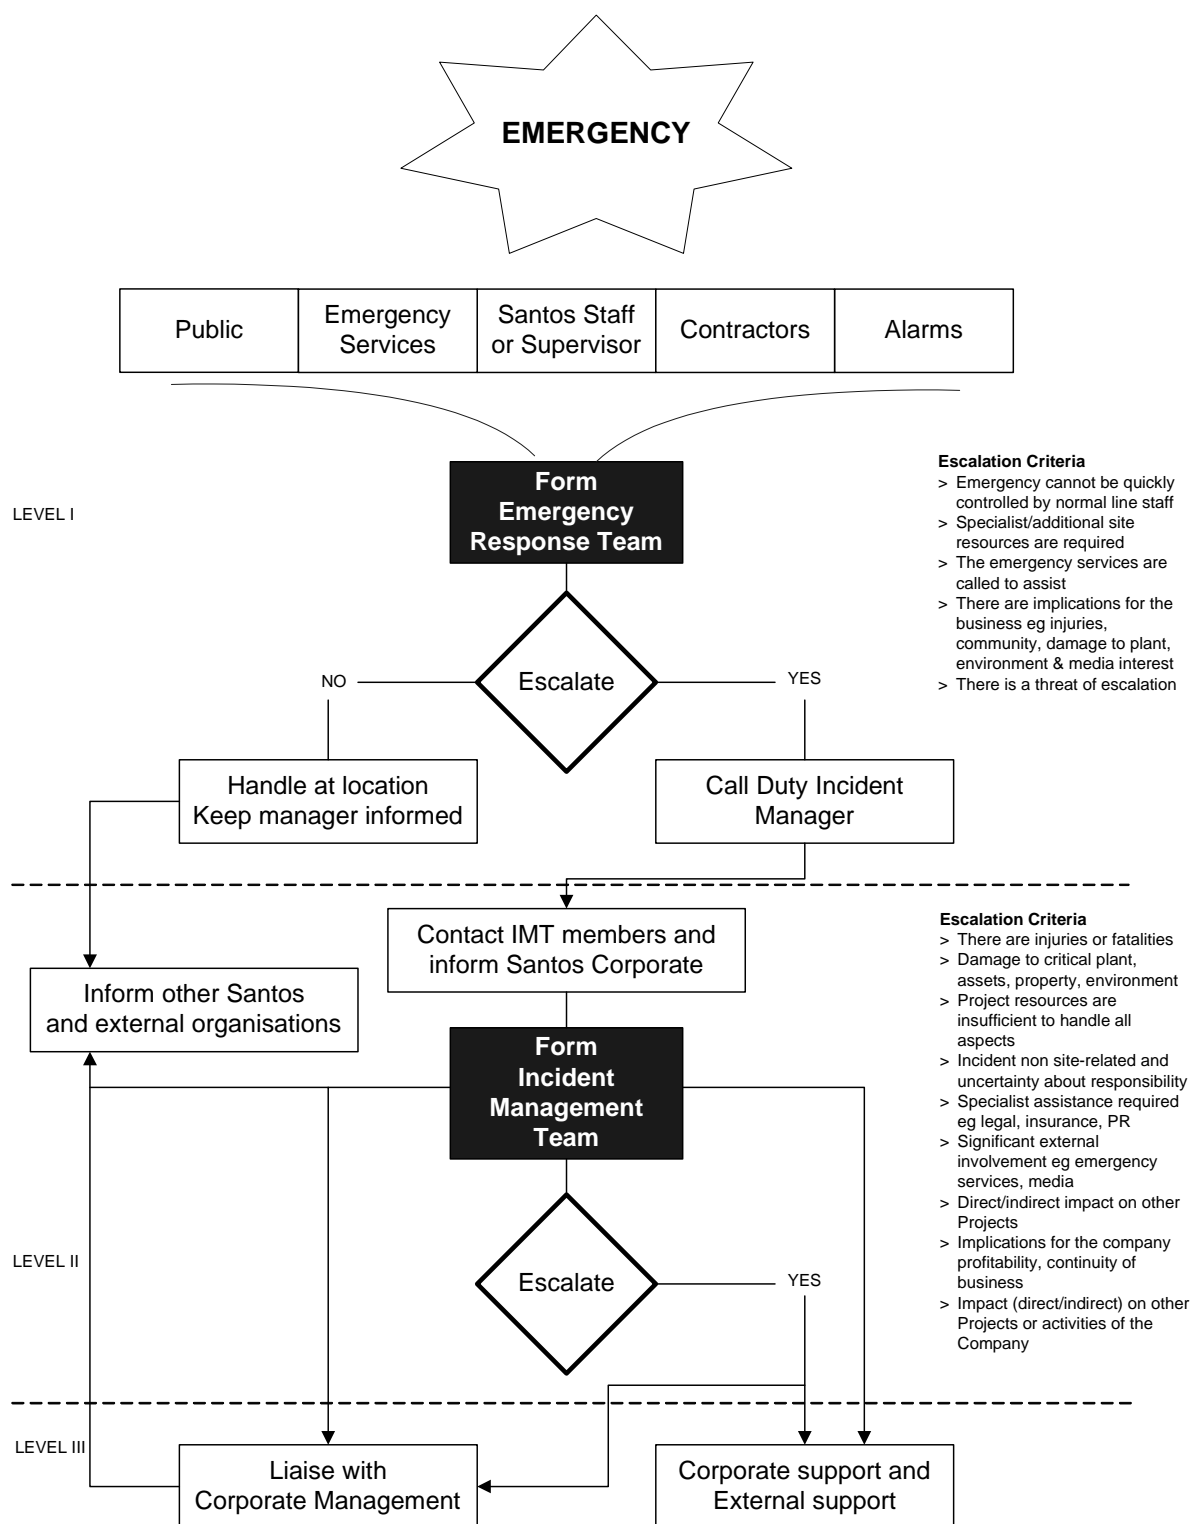 EMERGENCY
Public
Emergency
Services
Santos Staff
or Supervisor
Contractors
Alarms
Form
Emergency
Response Team
LEVEL I
Escalation Criteria
> Emergency cannot be quickly
controlled by normal line staff
> Specialist/additional site
resources are required
> The emergency services are
called to assist
> There are implications for the
business eg injuries,
community, damage to plant,
environment & media interest
> There is a threat of escalation
NO
Escalate
YES
Handle at location
Keep manager informed
Call Duty Incident
Manager
Contact IMT members and
inform Santos Corporate
Inform other Santos
and external organisations
Form
Incident
Management
Team
Escalation Criteria
> There are injuries or fatalities
> Damage to critical plant,
assets, property, environment
> Project resources are
insufficient to handle all
aspects
> Incident non site-related and
uncertainty about responsibility
> Specialist assistance required
eg legal, insurance, PR
> Significant external
involvement eg emergency
services, media
> Direct/indirect impact on other
Projects
> Implications for the company
profitability, continuity of
business
> Impact (direct/indirect) on other
Projects or activities of the
Company
LEVEL II
Escalate
YES
LEVEL III
Liaise with
Corporate Management
Corporate support and
External support